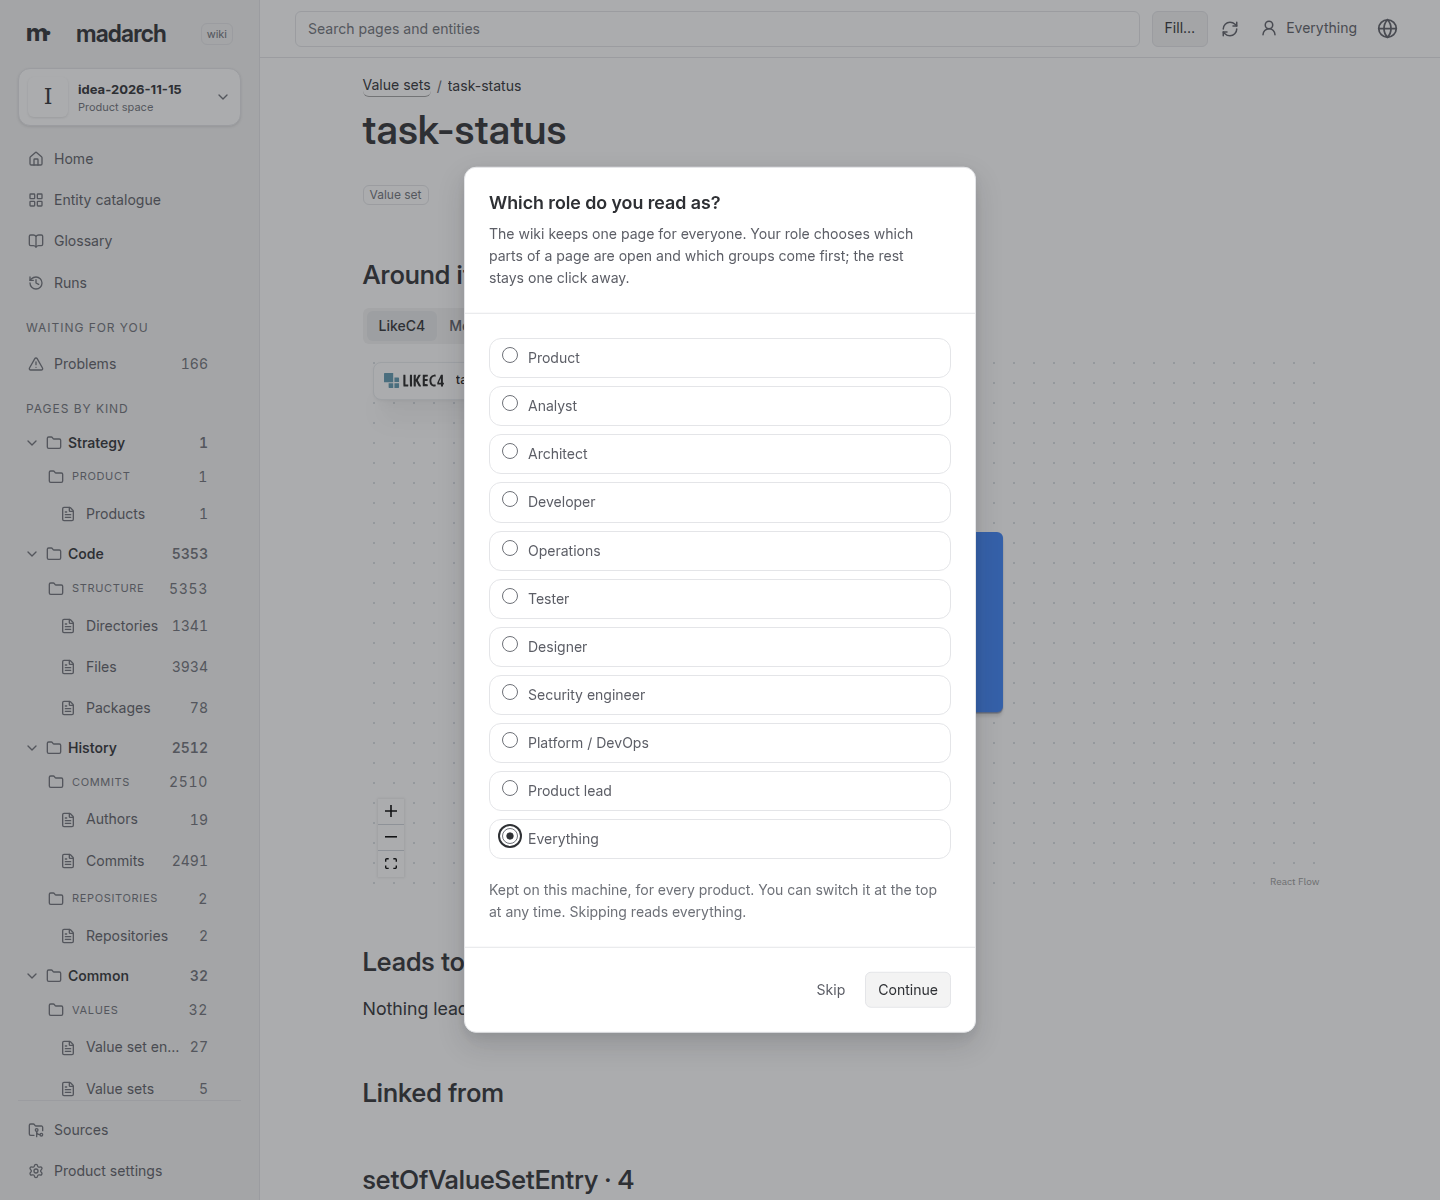 m·
madarch
wiki
Search pages and entities
Fill...
Everything
I
idea-2026-11-15
Product space
Home
Entity catalogue
Glossary
Runs
WAITING FOR YOU
Problems 166
PAGES BY KIND
Strategy 1
PRODUCT 1
Products 1
Code 5353
STRUCTURE 5353
Directories 1341
Files 3934
Packages 78
History 2512
COMMITS 2510
Authors 19
Commits 2491
REPOSITORIES 2
Repositories 2
Common 32
VALUES 32
Value set en... 27
Value sets 5
Sources
Product settings
Value sets / task-status
task-status
Value set
Around i
LikeC4
LIKEC4
React Flow
Leads to
Nothing lead
Linked from
setOfValueSetEntry · 4
Which role do you read as?
The wiki keeps one page for everyone. Your role chooses which
parts of a page are open and which groups come first; the rest
stays one click away.
Product
Analyst
Architect
Developer
Operations
Tester
Designer
Security engineer
Platform / DevOps
Product lead
Everything
Kept on this machine, for every product. You can switch it at the top
at any time. Skipping reads everything.
Skip
Continue